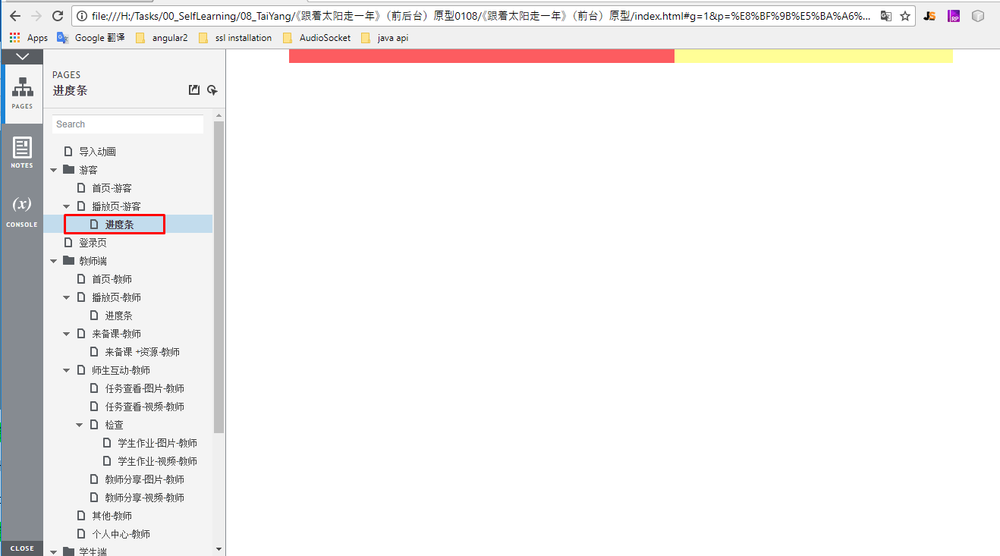 file:///H:/Tasks/00_SelfLearning/08_TaiYang/《跟着太阳走一年》（前后台）原型0108/《跟着太阳走一年》（前台）原型/index.html#g=1&p=%E8%BF%9B%E5%BA%A6%...
JS
RP
Apps Google 翻译 angular2 ssl installation AudioSocket java api
PAGES
NOTES
(x)
CONSOLE
CLOSE
PAGES
进度条
Search
导入动画
游客
首页-游客
播放页-游客
进度条
登录页
教师端
首页-教师
播放页-教师
进度条
来备课-教师
来备课 +资源-教师
师生互动-教师
任务查看-图片-教师
任务查看-视频-教师
检查
学生作业-图片-教师
学生作业-视频-教师
教师分享-图片-教师
教师分享-视频-教师
其他-教师
个人中心-教师
学生端